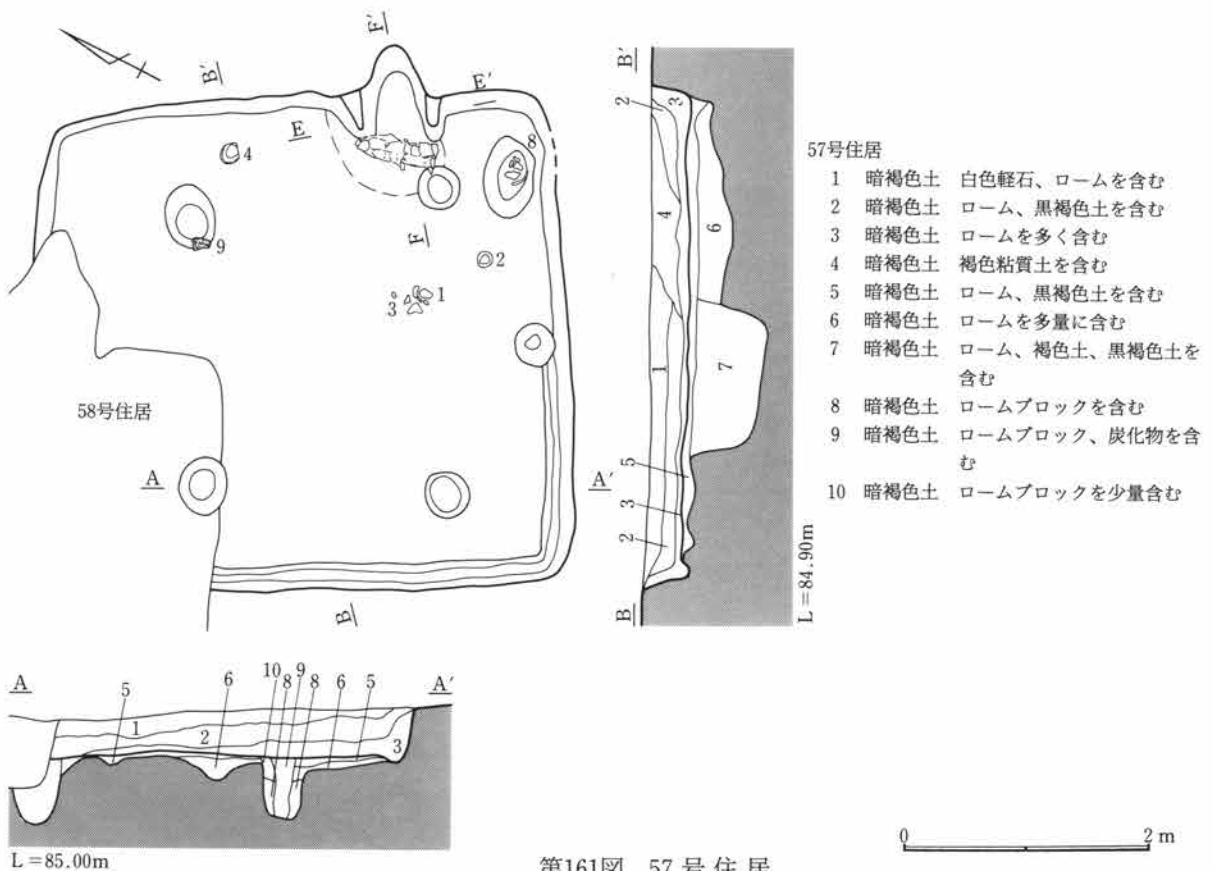 F′
B′
E′
E
4
8
9
F
2
3
1
58号住居
A
A′
B
B′
2
3
4
6
1
7
5
3
2
B
L=84.90m
57号住居
1 暗褐色土 白色軽石、ロームを含む
2 暗褐色土 ローム、黒褐色土を含む
3 暗褐色土 ロームを多く含む
4 暗褐色土 褐色粘質土を含む
5 暗褐色土 ローム、黒褐色土を含む
6 暗褐色土 ロームを多量に含む
7 暗褐色土 ローム、褐色土、黒褐色土を
含む
8 暗褐色土 ロームブロックを含む
9 暗褐色土 ロームブロック、炭化物を含
む
10 暗褐色土 ロームブロックを少量含む
A
5
6
10 8 9 8
6
5
A′
1
2
3
L=85.00m
0 2 m
第161図 57号住居